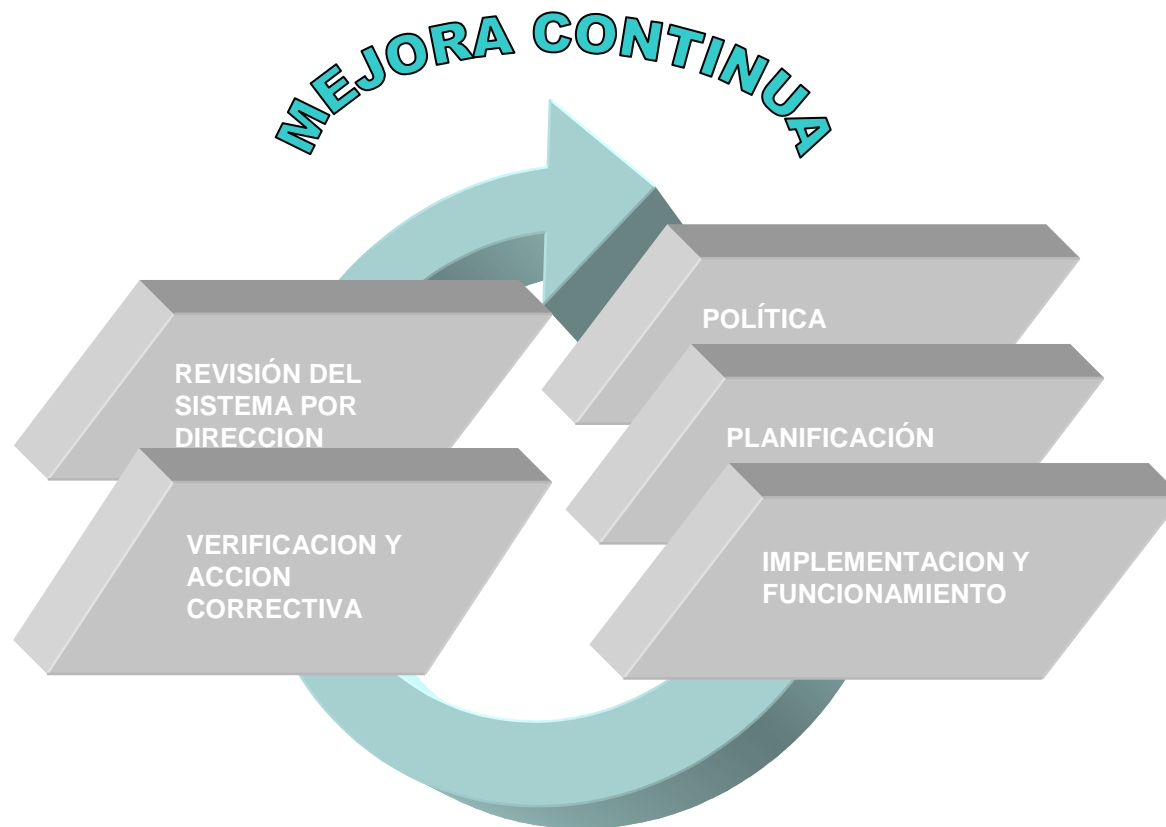 MEJORA CONTINUA
POLÍTICA
PLANIFICACIÓN
IMPLEMENTACION Y
FUNCIONAMIENTO
VERIFICACION Y
ACCION
CORRECTIVA
REVISIÓN DEL
SISTEMA POR
DIRECCION